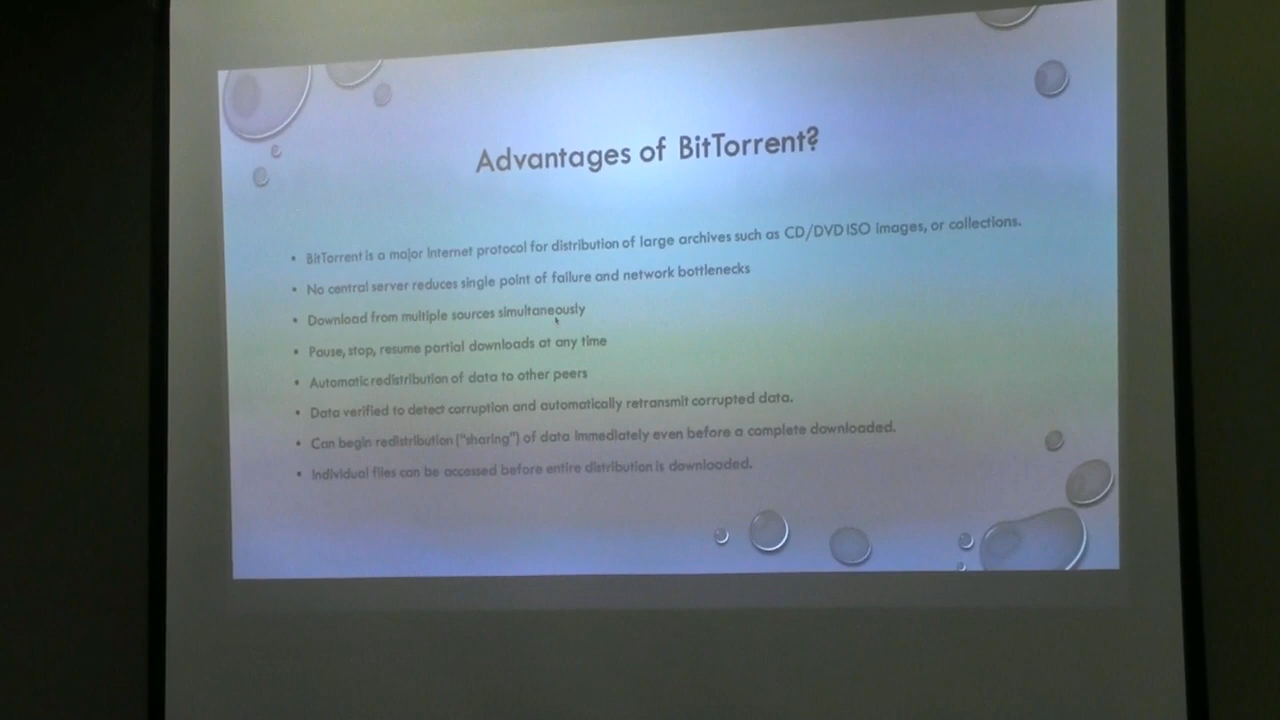 Advantages of BitTorrent?
• BitTorrent is a major Internet protocol for distribution of large archives such as CD/DVD ISO images, or collections.
• No central server reduces single point of failure and network bottlenecks
• Download from multiple sources simultaneously
• Pause, stop, resume partial downloads at any time
• Automatic redistribution of data to other peers
• Data verified to detect corruption and automatically retransmit corrupted data.
• Can begin redistribution ("sharing") of data immediately even before a complete downloaded.
• Individual files can be accessed before entire distribution is downloaded.